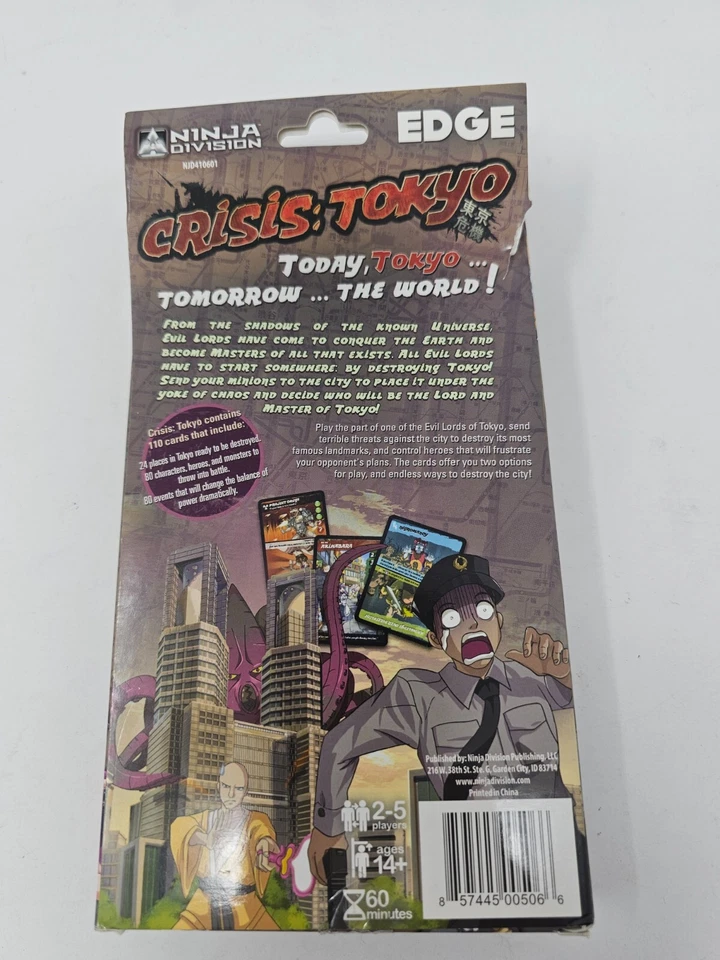 NINJA
DIVISION
EDGE
NJD410601
CRISIS: TOKYO
東京
危機
TODAY, TOKYO ...
TOMORROW ... THE WORLD!
FROM THE SHADOWS OF THE KNOWN UNIVERSE,
EVIL LORDS HAVE COME TO CONQUER THE EARTH AND
BECOME MASTERS OF ALL THAT EXISTS. ALL EVIL LORDS
HAVE TO START SOMEWHERE: BY DESTROYING TOKYO!
SEND YOUR MINIONS TO THE CITY TO PLACE IT UNDER THE
YOKE OF CHAOS AND DECIDE WHO WILL BE THE LORD AND
MASTER OF TOKYO!
Crisis: Tokyo contains
110 cards that include:
24 places in Tokyo ready to be destroyed.
80 characters, heroes, and monsters to
throw into battle.
80 events that will change the balance of
power dramatically.
Play the part of one of the Evil Lords of Tokyo, send
terrible threats against the city to destroy its most
famous landmarks, and control heroes that will frustrate
your opponent's plans. The cards offer you two options
for play, and endless ways to destroy the city!
AKIHABARA
Published by: Ninja Division Publishing, LLC
216 W. 38th St. Ste. G, Garden City, ID 83714
www.ninjadivision.com
Printed in China
2-5
players
ages
14+
60
minutes
8 57445 00506 6